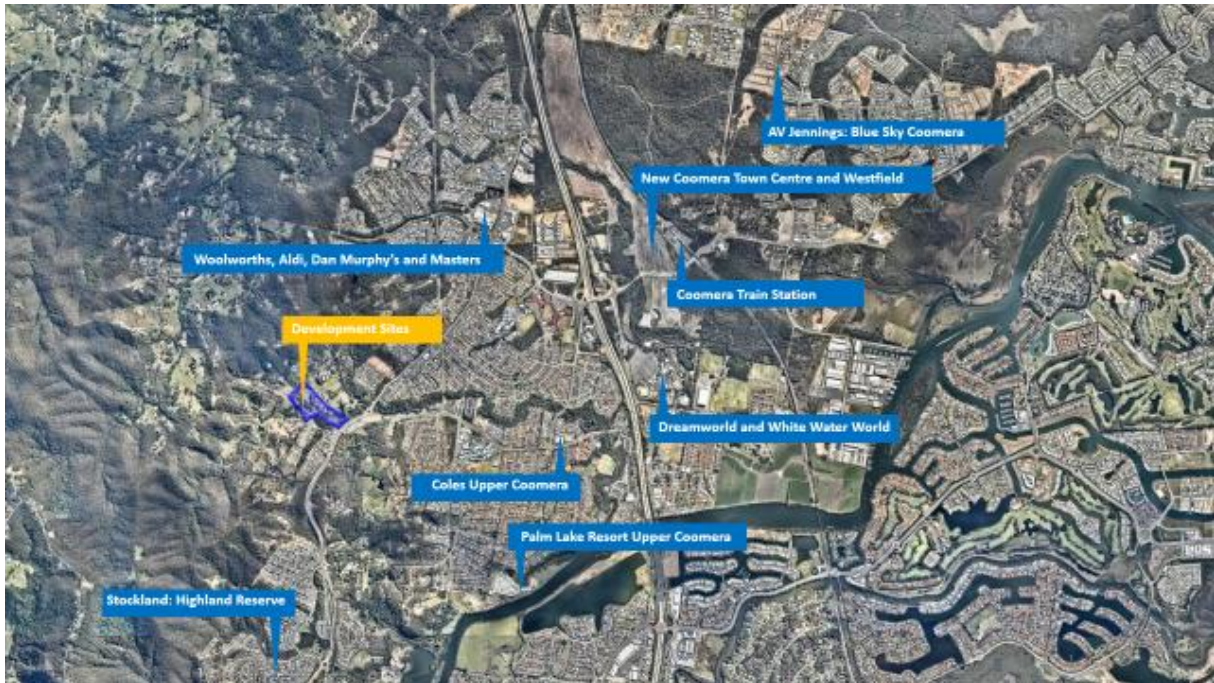 AV Jennings: Blue Sky Coomera
New Coomera Town Centre and Westfield
Woolworths, Aldi, Dan Murphy's and Masters
Coomera Train Station
Development Sites
Dreamworld and White Water World
Coles Upper Coomera
Palm Lake Resort Upper Coomera
Stockland: Highland Reserve